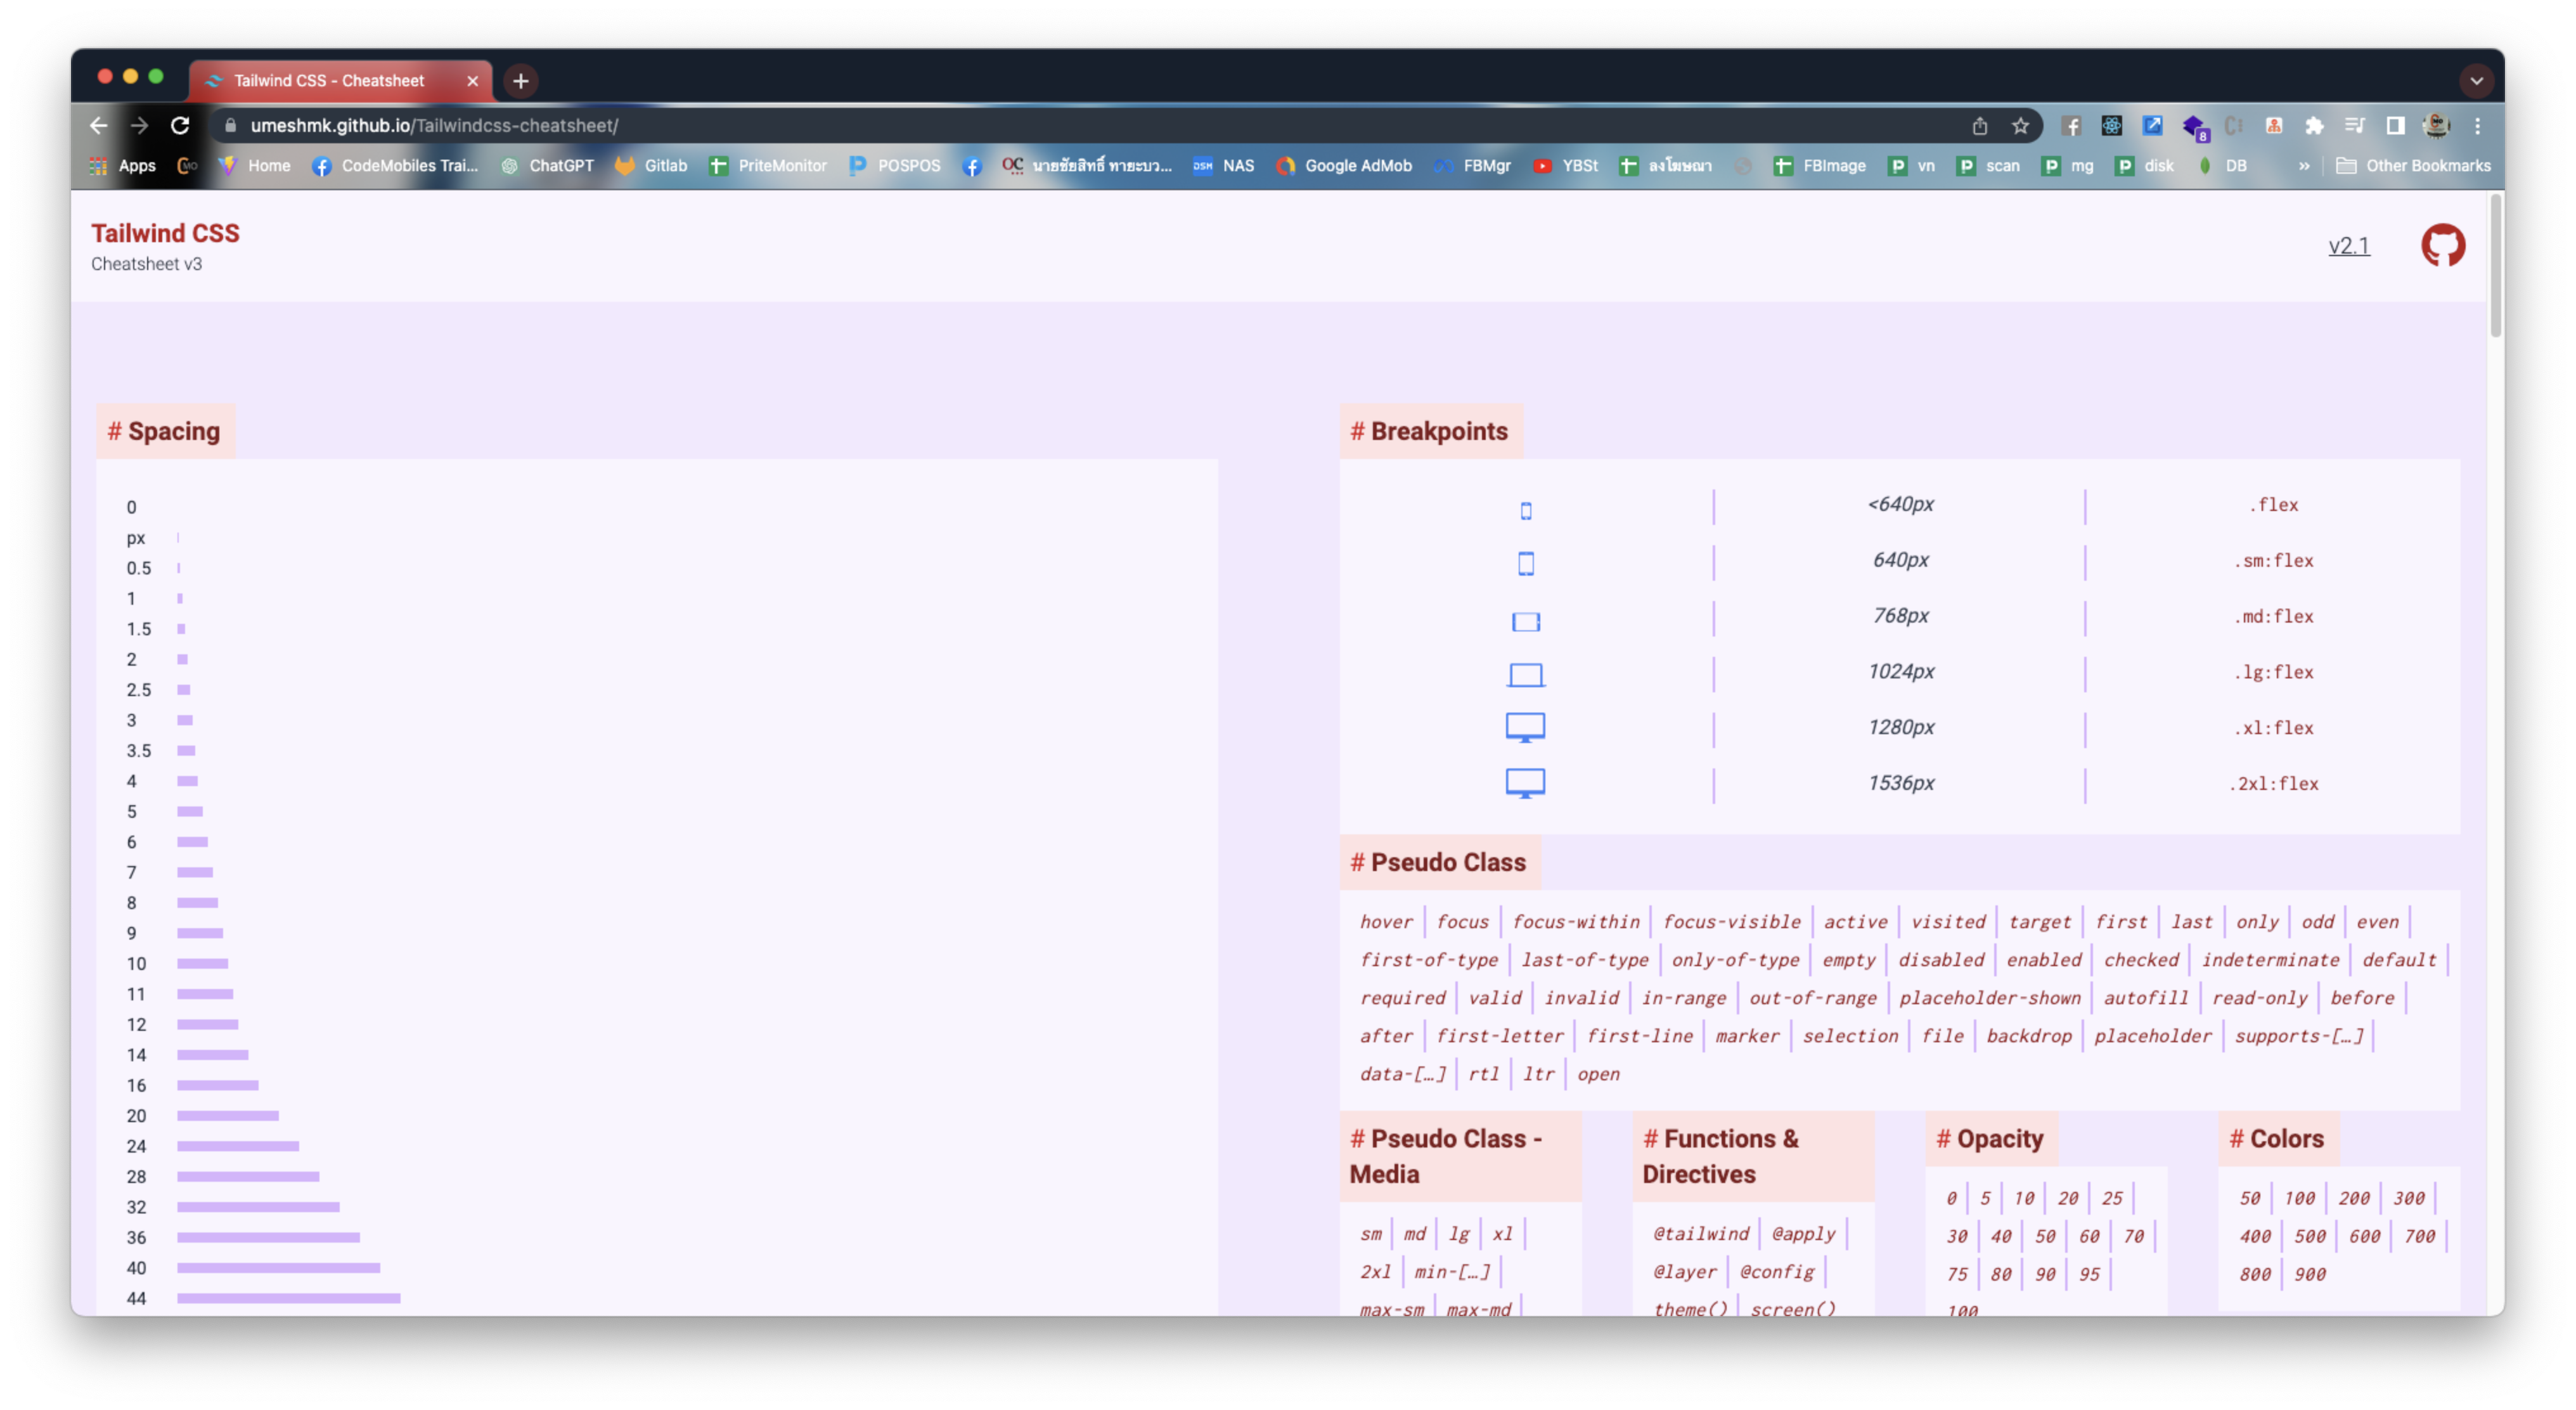 Tailwind CSS - Cheatsheet
umeshmk.github.io/Tailwindcss-cheatsheet/
8
Apps
Home
CodeMobiles Trai...
ChatGPT
Gitlab
PriteMonitor
POSPOS
นายชัยสิทธิ์ ทายะบว...
NAS
Google AdMob
FBMgr
YBSt
ลงโฆษณา
FBImage
vn
scan
mg
disk
DB
»
Other Bookmarks
Tailwind CSS
Cheatsheet v3
v2.1
# Spacing
0
px
0.5
1
1.5
2
2.5
3
3.5
4
5
6
7
8
9
10
11
12
14
16
20
24
28
32
36
40
44
# Breakpoints
<640px .flex
640px .sm:flex
768px .md:flex
1024px .lg:flex
1280px .xl:flex
1536px .2xl:flex
# Pseudo Class
hover focus focus-within focus-visible active visited target first last only odd even
first-of-type last-of-type only-of-type empty disabled enabled checked indeterminate default
required valid invalid in-range out-of-range placeholder-shown autofill read-only before
after first-letter first-line marker selection file backdrop placeholder supports-[…]
data-[…] rtl ltr open
# Pseudo Class -
Media
sm md lg xl
2xl min-[…]
max-sm max-md
# Functions &
Directives
@tailwind @apply
@layer @config
theme() screen()
# Opacity
0 5 10 20 25
30 40 50 60 70
75 80 90 95
100
# Colors
50 100 200 300
400 500 600 700
800 900